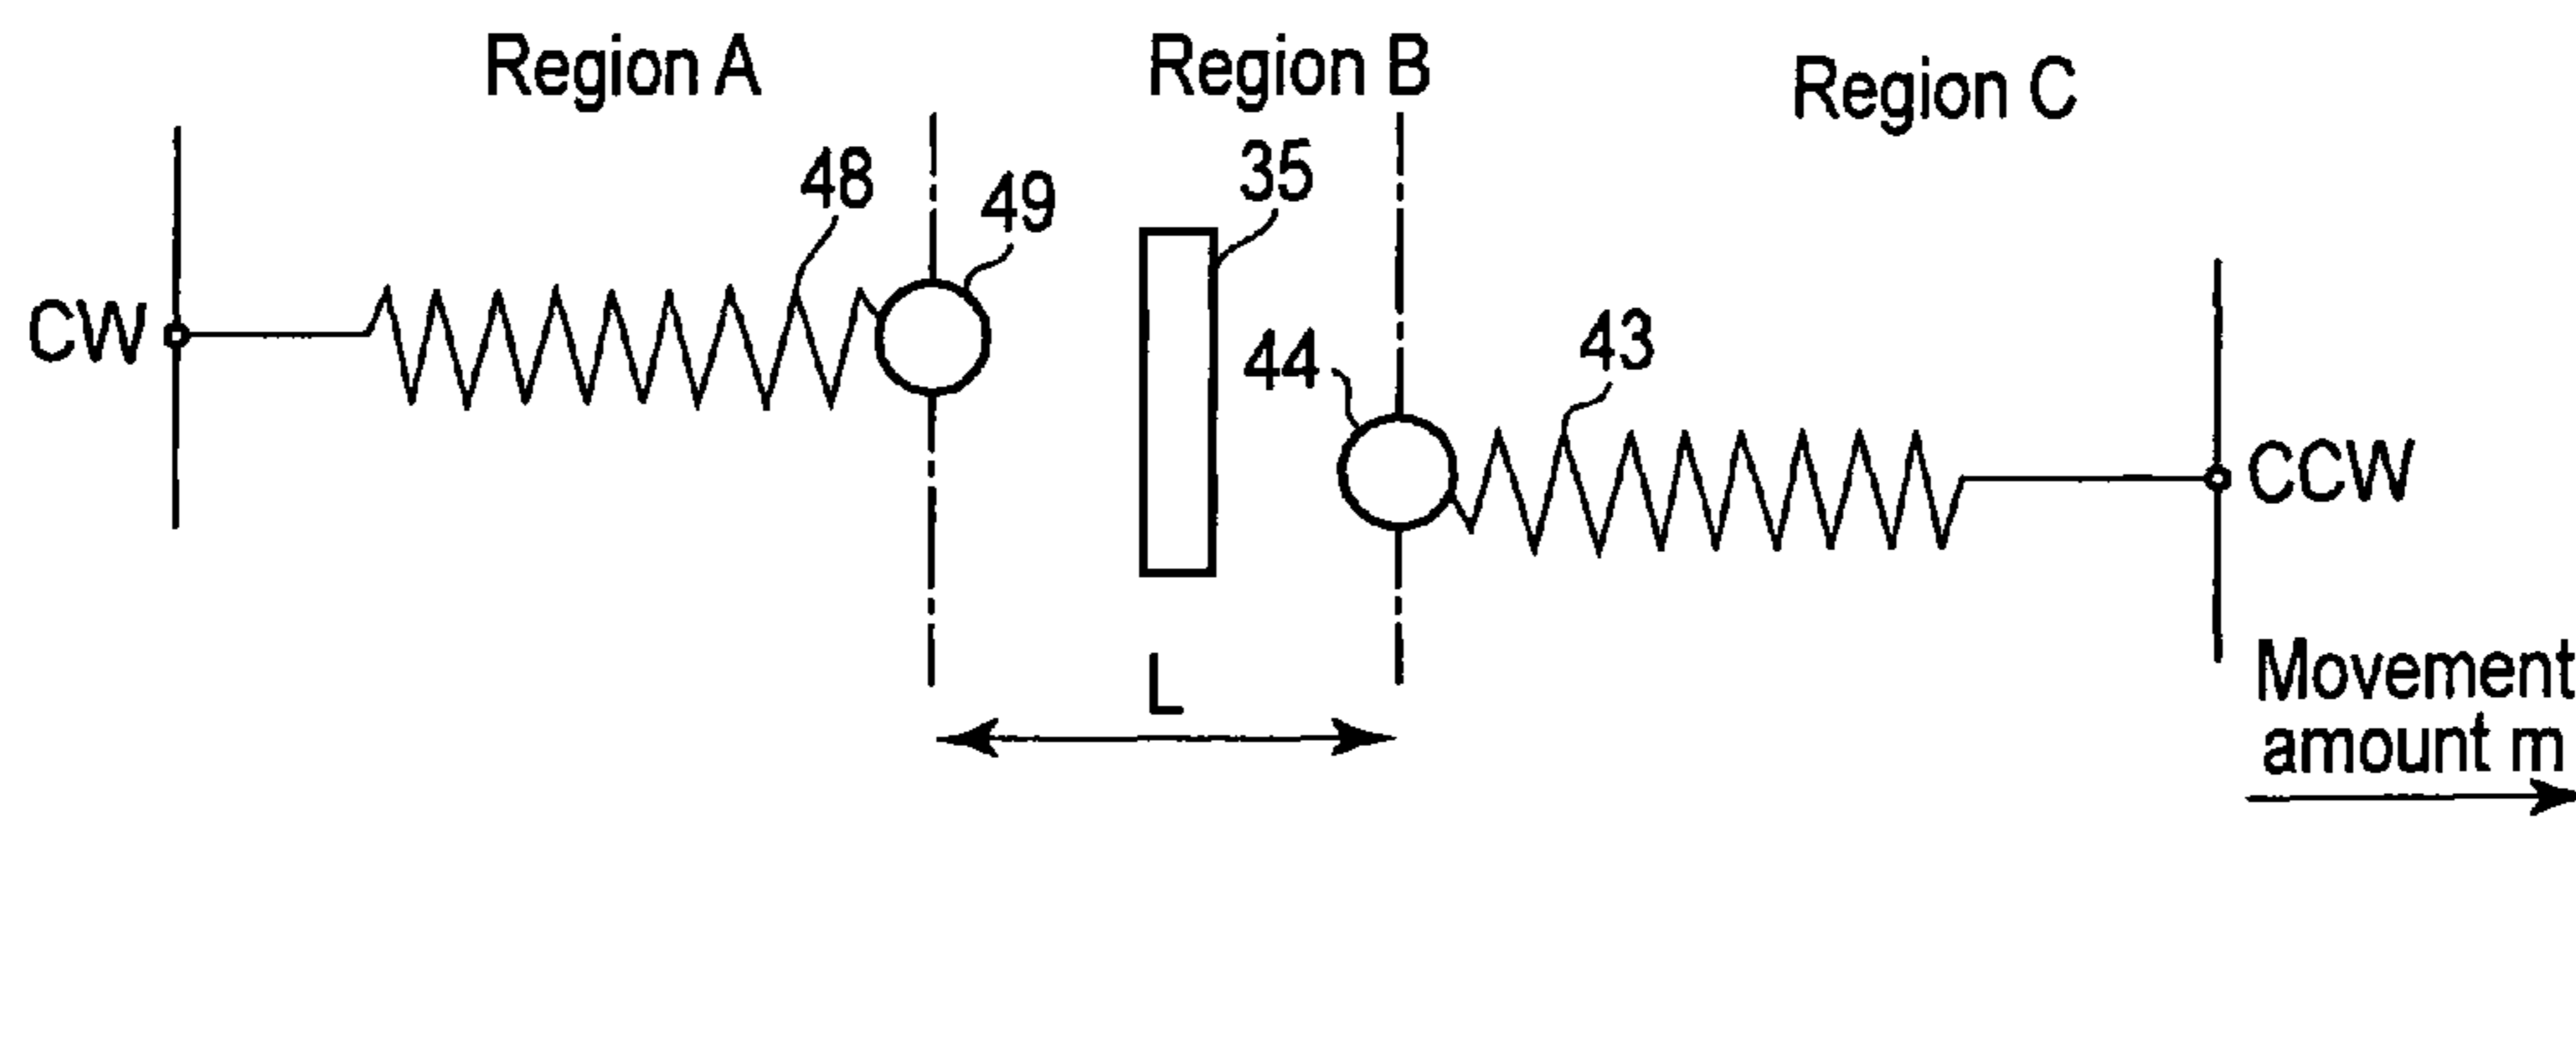 Region A
Region B
Region C
48
49
35
44
43
CW
CCW
L
Movement
amount m